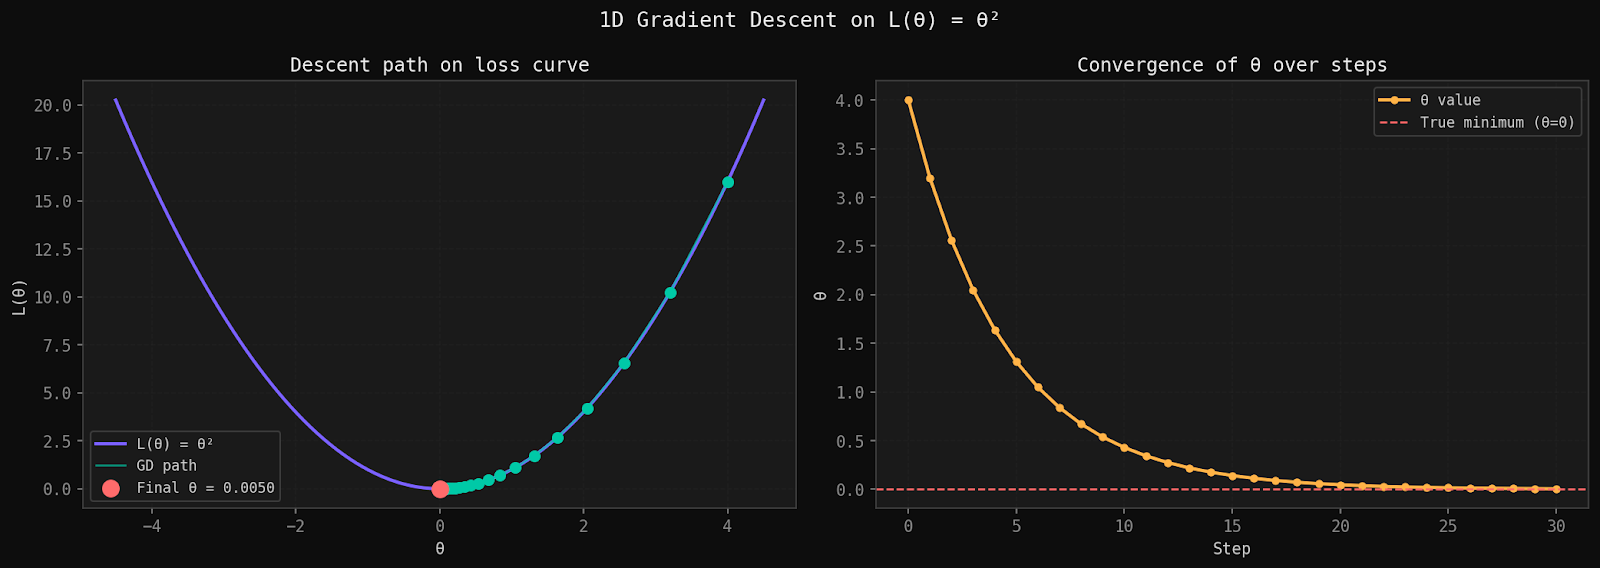 1D Gradient Descent on L(θ) = θ²
Descent path on loss curve
L(θ)
20.0
17.5
15.0
12.5
10.0
7.5
5.0
2.5
0.0
−4
−2
0
2
4
θ
L(θ) = θ²
GD path
Final θ = 0.0050
Convergence of θ over steps
θ
4.0
3.5
3.0
2.5
2.0
1.5
1.0
0.5
0.0
0
5
10
15
20
25
30
Step
θ value
True minimum (θ=0)